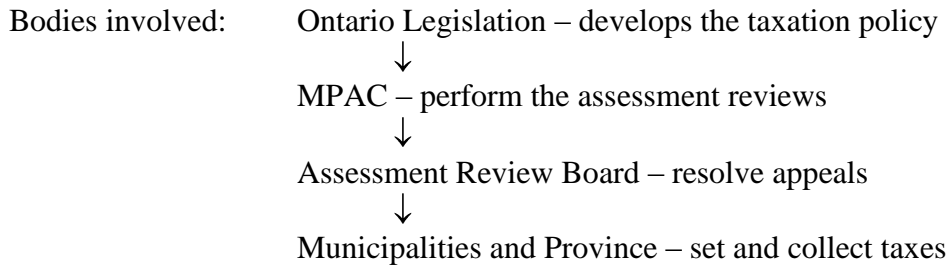 Bodies involved: Ontario Legislation – develops the taxation policy
↓
MPAC – perform the assessment reviews
↓
Assessment Review Board – resolve appeals
↓
Municipalities and Province – set and collect taxes